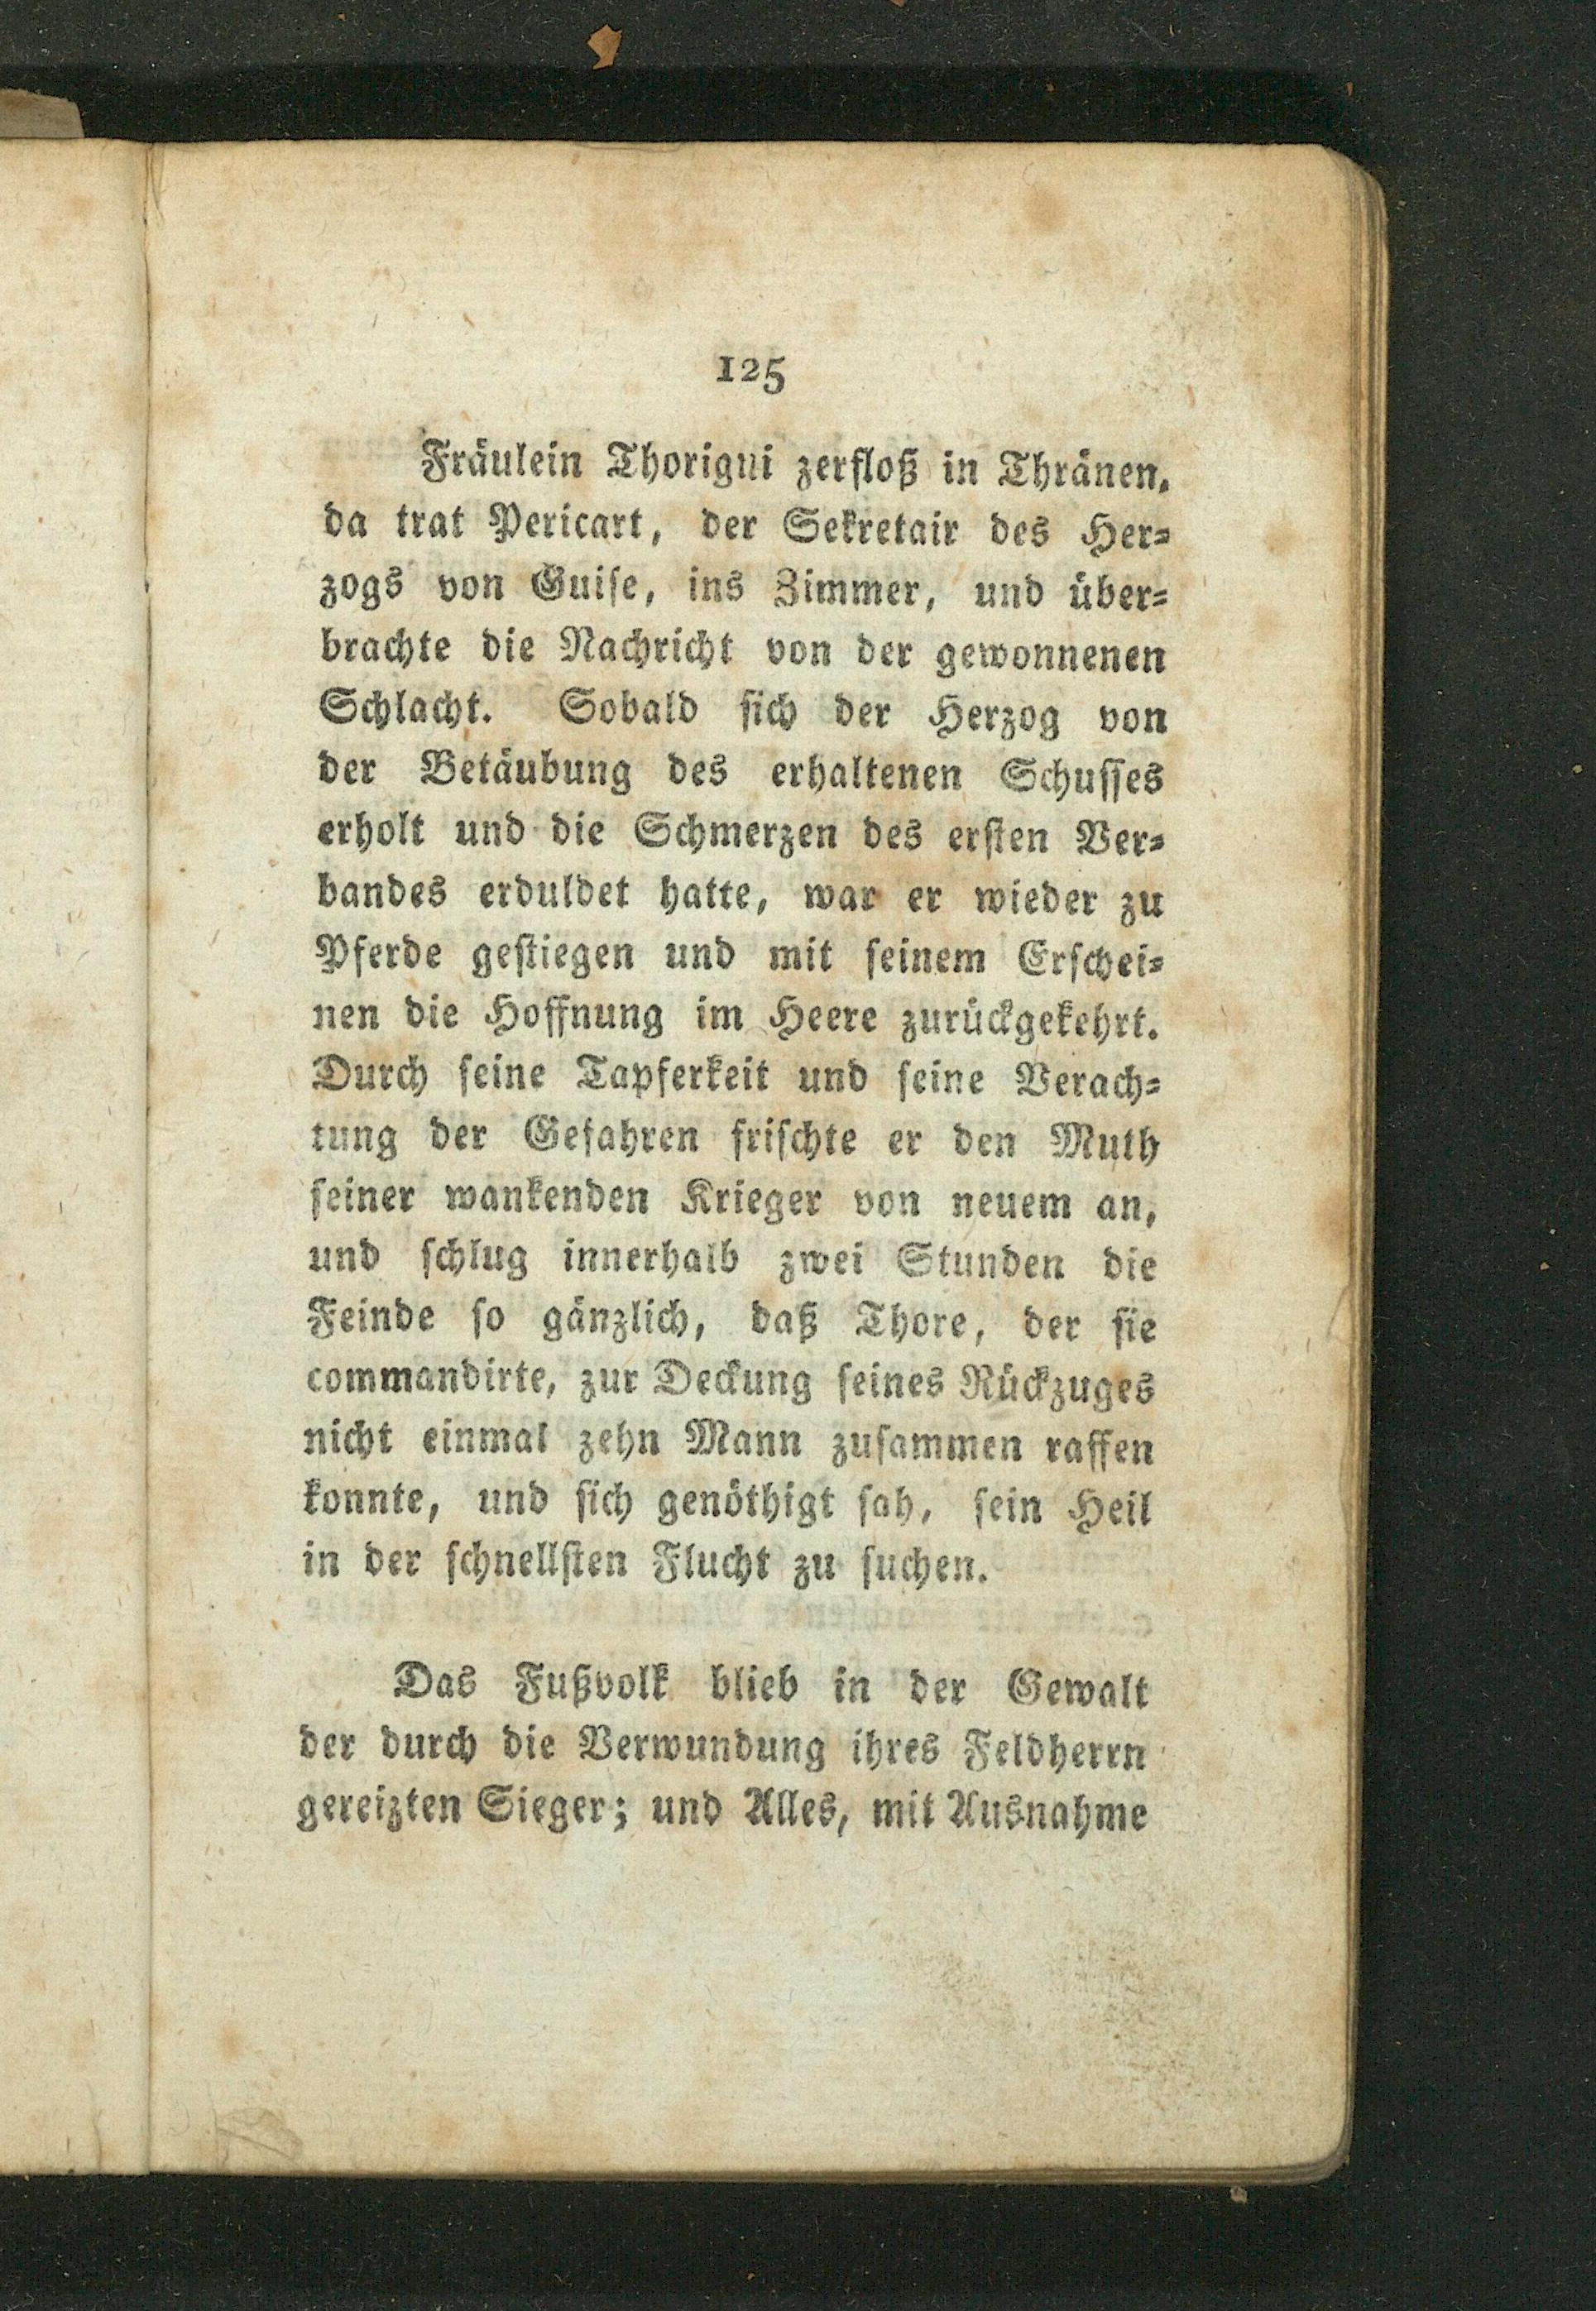 125
Fräulein Thorigni zerfloß in Thränen,
da trat Pericart, der Sekretair des Her=
zogs von Guise, ins Zimmer, und über=
brachte die Nachricht von der gewonnenen
Schlacht. Sobald sich der Herzog von
der Betäubung des erhaltenen Schusses
erholt und die Schmerzen des ersten Ver=
bandes erduldet hatte, war er wieder zu
Pferde gestiegen und mit seinem Erschei=
nen die Hoffnung im Heere zurückgekehrt.
Durch seine Tapferkeit und seine Verach=
tung der Gefahren frischte er den Muth
seiner wankenden Krieger von neuem an,
und schlug innerhalb zwei Stunden die
Feinde so gänzlich, daß Thore, der sie
commandirte, zur Deckung seines Rückzuges
nicht einmal zehn Mann zusammen raffen
konnte, und sich genöthigt sah, sein Heil
in der schnellsten Flucht zu suchen.
Das Fußvolk blieb in der Gewalt
der durch die Verwundung ihres Feldherrn
gereizten Sieger; und Alles, mit Ausnahme